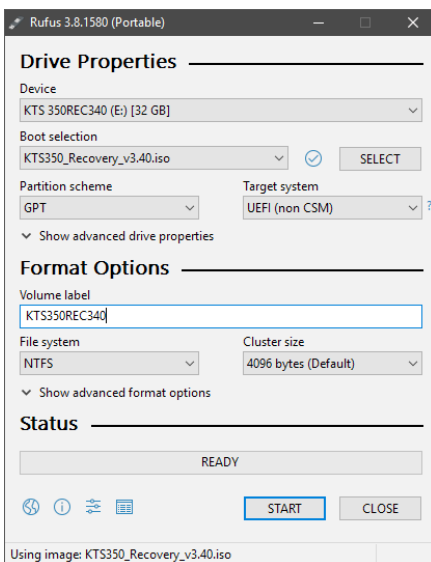 Rufus 3.8.1580 (Portable)
Drive Properties
Device
KTS 350REC340 (E:) [32 GB]
Boot selection
KTS350_Recovery_v3.40.iso
SELECT
Partition scheme
Target system
GPT
UEFI (non CSM)
?
Show advanced drive properties
Format Options
Volume label
KTS350REC340
File system
Cluster size
NTFS
4096 bytes (Default)
Show advanced format options
Status
READY
START
CLOSE
Using image: KTS350_Recovery_v3.40.iso